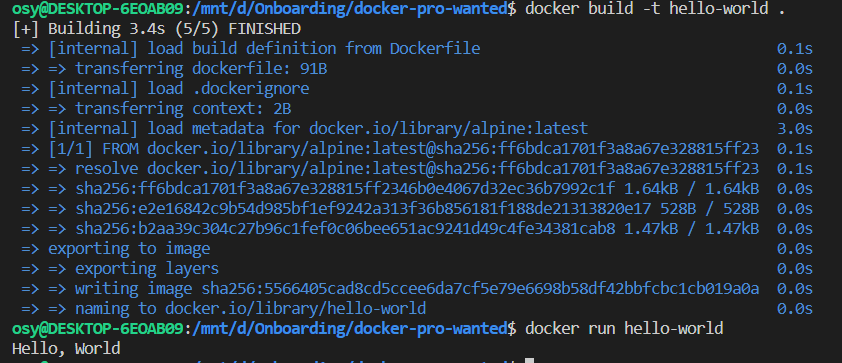 osy@DESKTOP-6EOAB09:/mnt/d/Onboarding/docker-pro-wanted$ docker build -t hello-world .
[+] Building 3.4s (5/5) FINISHED
=> [internal] load build definition from Dockerfile 0.1s
=> => transferring dockerfile: 91B 0.0s
=> [internal] load .dockerignore 0.1s
=> => transferring context: 2B 0.0s
=> [internal] load metadata for docker.io/library/alpine:latest 3.0s
=> [1/1] FROM docker.io/library/alpine:latest@sha256:ff6bdca1701f3a8a67e328815ff23 0.1s
=> => resolve docker.io/library/alpine:latest@sha256:ff6bdca1701f3a8a67e328815ff23 0.1s
=> => sha256:ff6bdca1701f3a8a67e328815ff2346b0e4067d32ec36b7992c1f 1.64kB / 1.64kB 0.0s
=> => sha256:e2e16842c9b54d985bf1ef9242a313f36b856181f188de21313820e17 528B / 528B 0.0s
=> => sha256:b2aa39c304c27b96c1fef0c06bee651ac9241d49c4fe34381cab8 1.47kB / 1.47kB 0.0s
=> exporting to image 0.0s
=> => exporting layers 0.0s
=> => writing image sha256:5566405cad8cd5ccee6da7cf5e79e6698b58df42bbfcbc1cb019a0a 0.0s
=> => naming to docker.io/library/hello-world 0.0s
osy@DESKTOP-6EOAB09:/mnt/d/Onboarding/docker-pro-wanted$ docker run hello-world
Hello, World